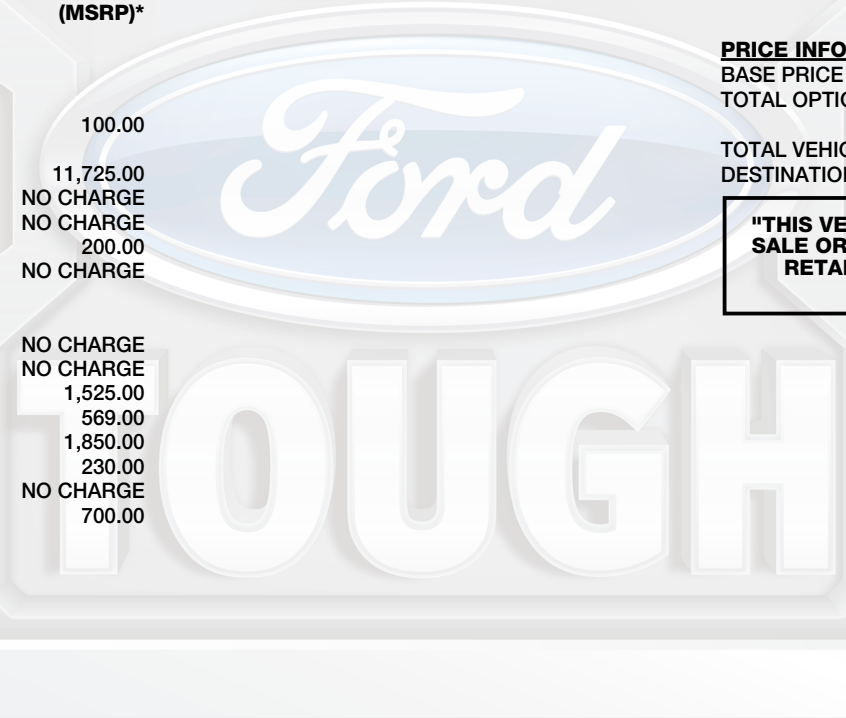 (MSRP)*
100.00
11,725.00
NO CHARGE
NO CHARGE
200.00
NO CHARGE
NO CHARGE
NO CHARGE
1,525.00
569.00
1,850.00
230.00
NO CHARGE
700.00
PRICE INFO
BASE PRICE
TOTAL OPTIO
TOTAL VEHIC
DESTINATION
"THIS VE
SALE OR
RETAI
Ford
TOUGH